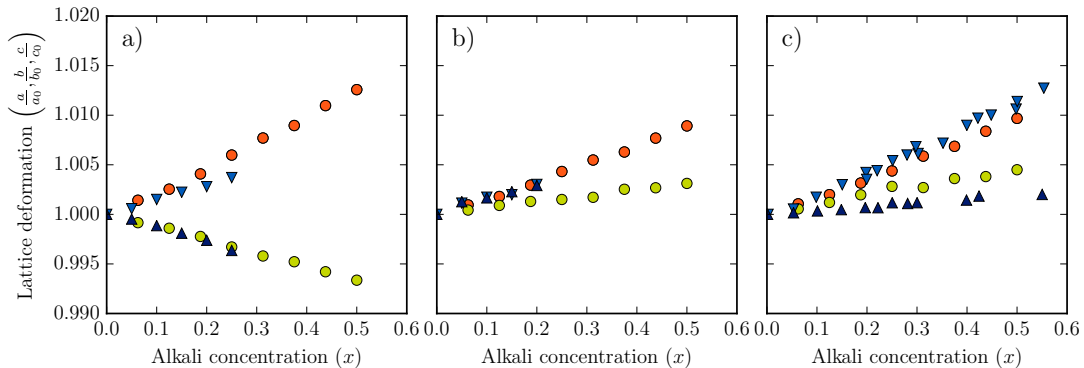 1.020
1.015
1.010
1.005
1.000
0.995
0.990
Lattice deformation (a/a₀, b/b₀, c/c₀)
a)
b)
c)
0.0 0.1 0.2 0.3 0.4 0.5 0.6
0.0 0.1 0.2 0.3 0.4 0.5 0.6
0.0 0.1 0.2 0.3 0.4 0.5 0.6
Alkali concentration (x)
Alkali concentration (x)
Alkali concentration (x)